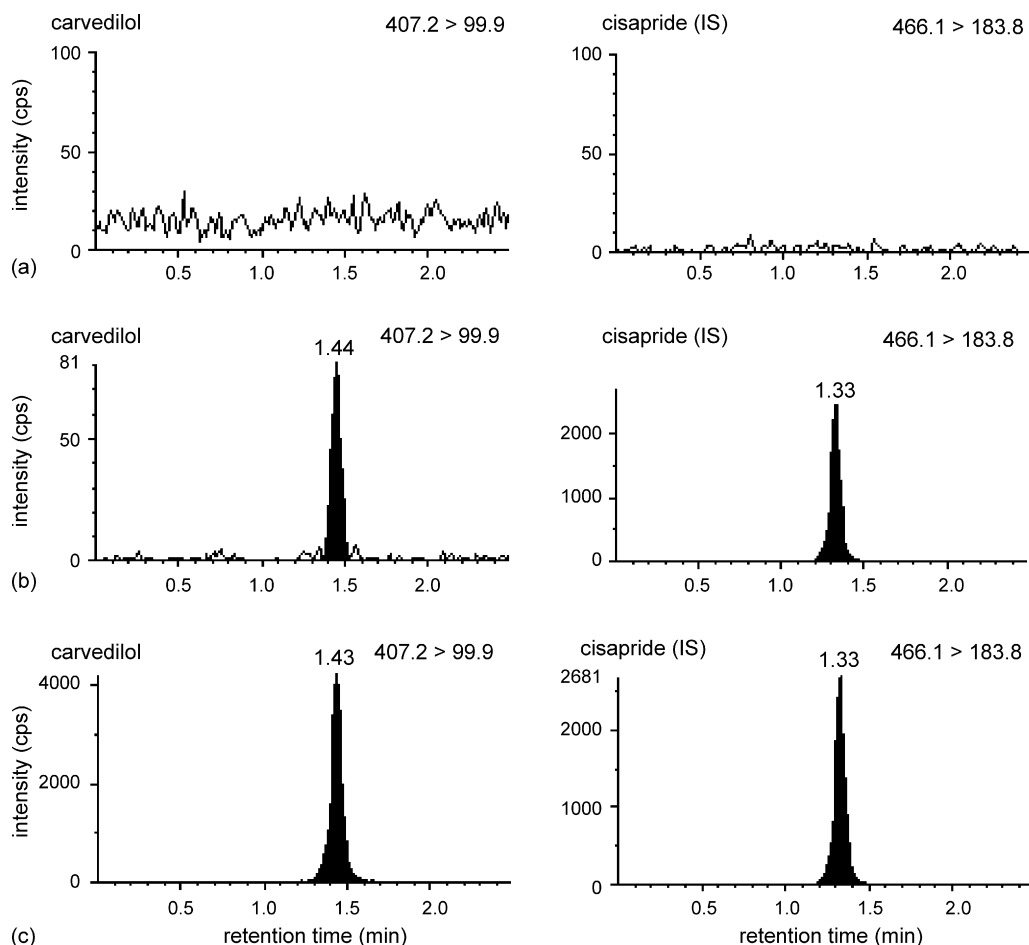 carvedilol 407.2 > 99.9
100
50
0
intensity (cps)
0.5 1.0 1.5 2.0
(a)
cisapride (IS) 466.1 > 183.8
100
50
0
0.5 1.0 1.5 2.0
carvedilol 407.2 > 99.9
81
1.44
50
0
intensity (cps)
0.5 1.0 1.5 2.0
(b)
cisapride (IS) 466.1 > 183.8
1.33
2000
1000
0
0.5 1.0 1.5 2.0
carvedilol 407.2 > 99.9
1.43
4000
2000
0
intensity (cps)
0.5 1.0 1.5 2.0
(c) retention time (min)
cisapride (IS) 466.1 > 183.8
1.33
2681
2000
1000
0
0.5 1.0 1.5 2.0
retention time (min)